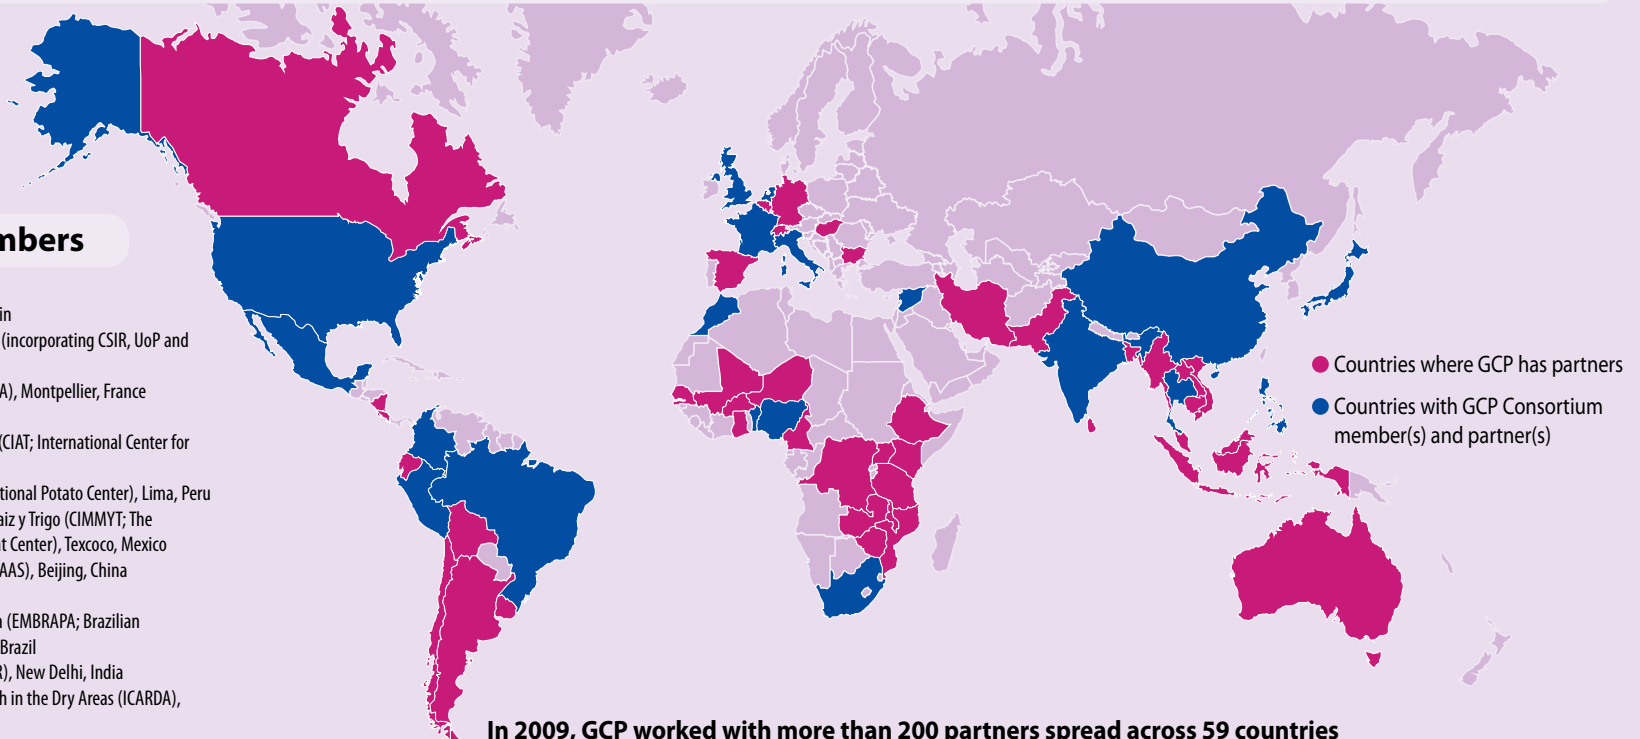 mbers
in
(incorporating CSIR, UoP and
A), Montpellier, France
(CIAT; International Center for
tional Potato Center), Lima, Peru
aiz y Trigo (CIMMYT; The
nt Center), Texcoco, Mexico
AAS), Beijing, China
n (EMBRAPA; Brazilian
Brazil
R), New Delhi, India
h in the Dry Areas (ICARDA),
Countries where GCP has partners
Countries with GCP Consortium
member(s) and partner(s)
In 2009, GCP worked with more than 200 partners spread across 59 countries